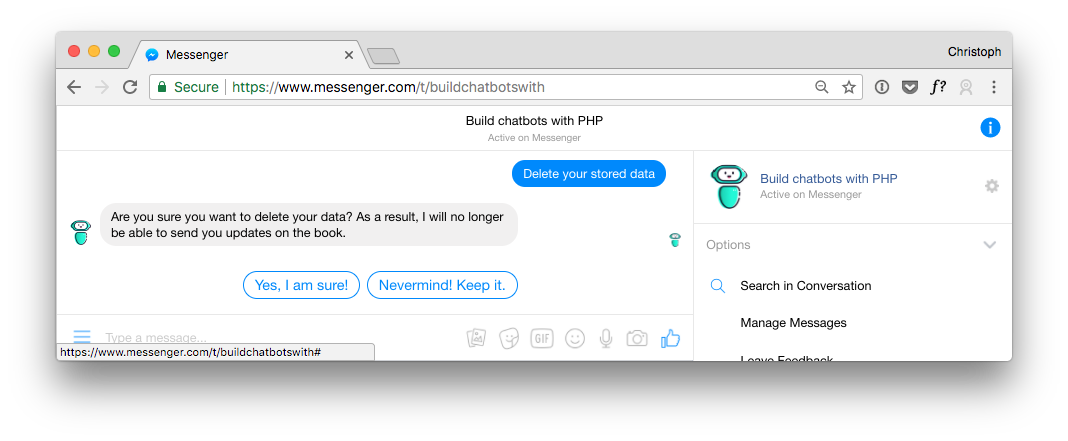 Messenger
Christoph
Secure https://www.messenger.com/t/buildchatbotswith
f?
Build chatbots with PHP
Active on Messenger
Delete your stored data
Are you sure you want to delete your data? As a result, I will no longer
be able to send you updates on the book.
Yes, I am sure!
Nevermind! Keep it.
Type a message...
GIF
https://www.messenger.com/t/buildchatbotswith#
Build chatbots with PHP
Active on Messenger
Options
Search in Conversation
Manage Messages
Leave Feedback